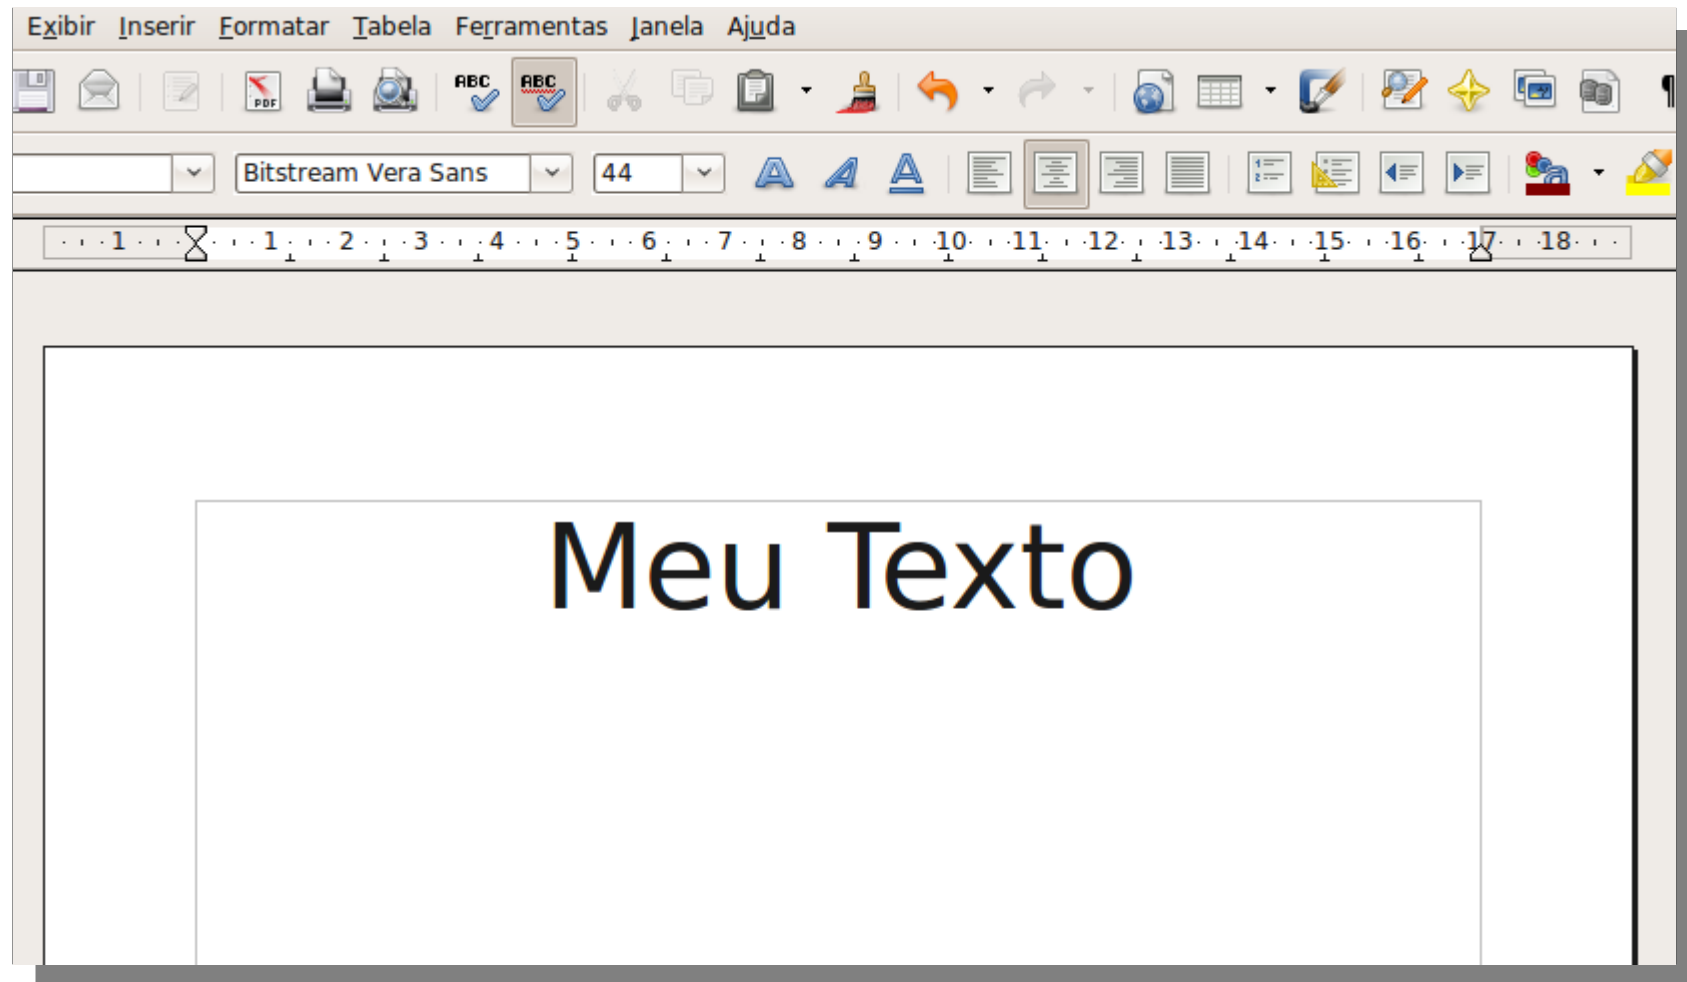 Exibir Inserir Formatar Tabela Ferramentas Janela Ajuda
PDF ABC ABC
Bitstream Vera Sans 44
1 1 2 3 4 5 6 7 8 9 10 11 12 13 14 15 16 17 18
Meu Texto